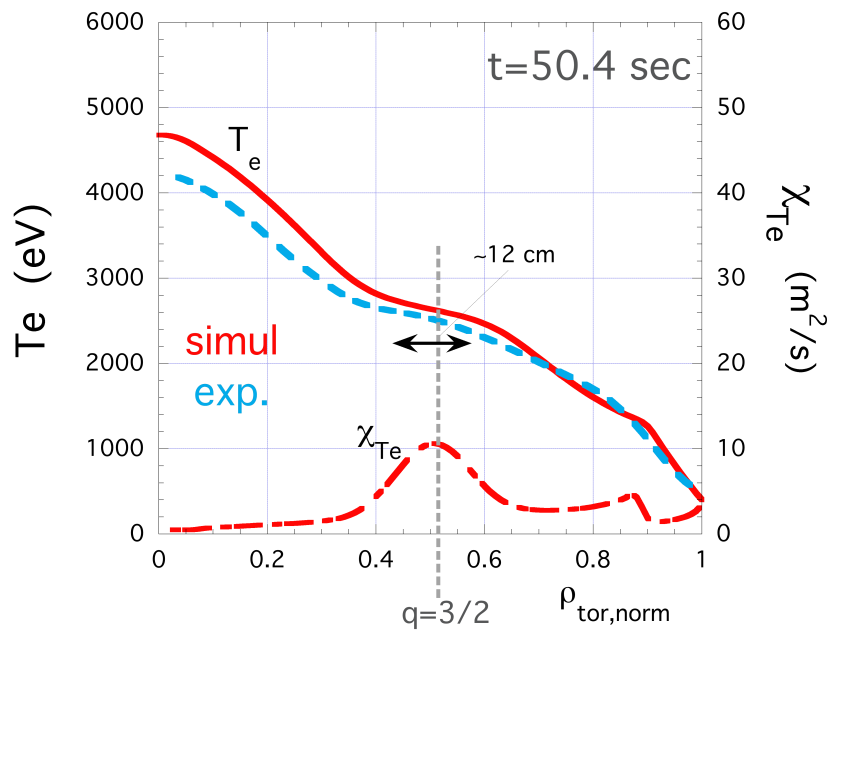 6000
5000
4000
3000
2000
1000
0
Te (eV)
60
50
40
30
20
10
0
χTe (m²/s)
t=50.4 sec
Te
~12 cm
simul
exp.
χTe
0 0.2 0.4 0.6 0.8 1
q=3/2
ρtor,norm